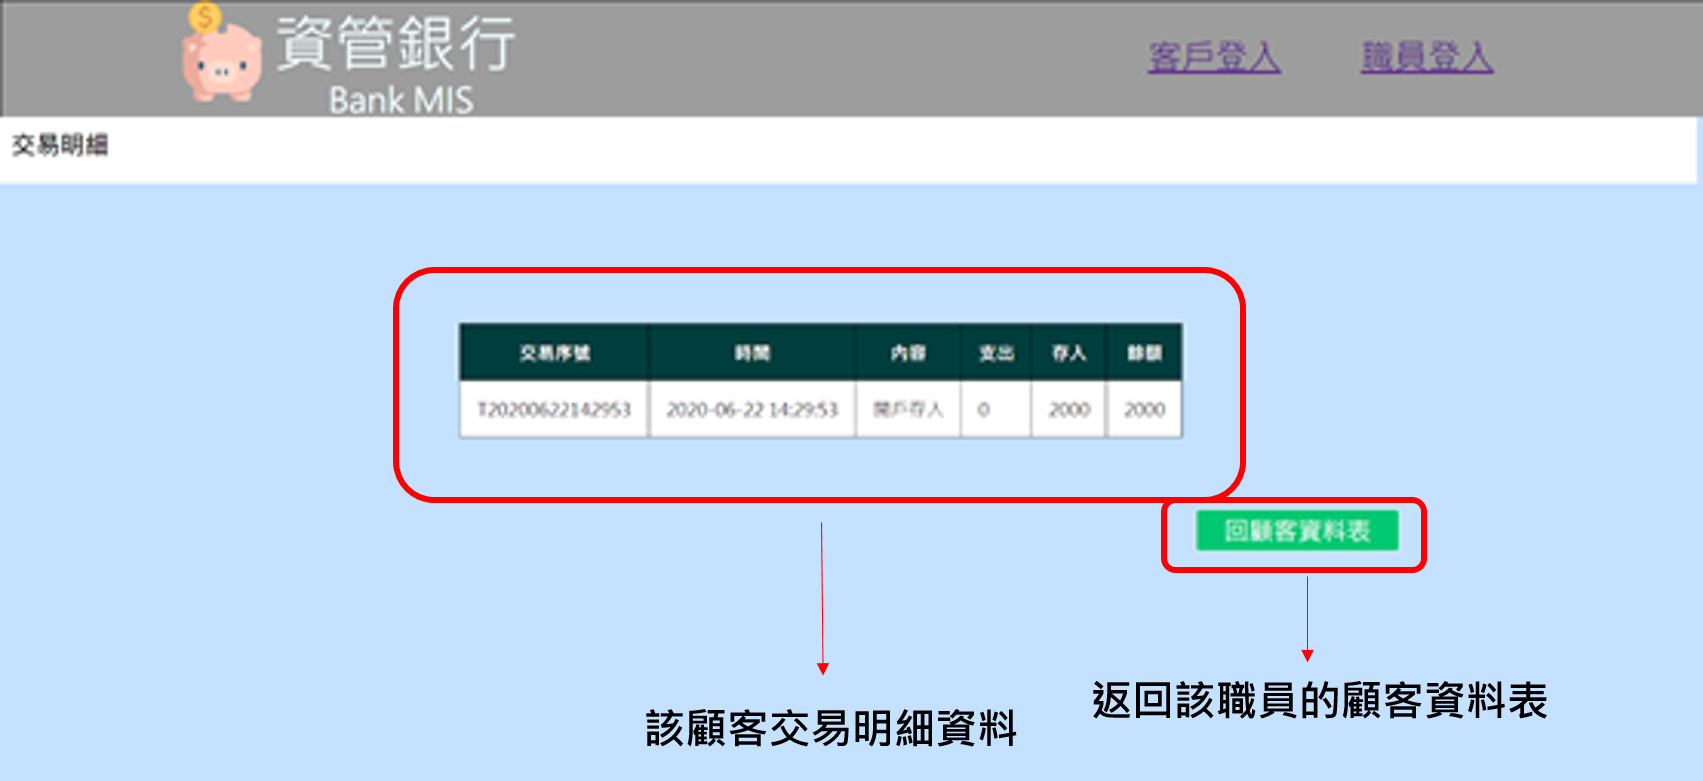 資管銀行
Bank MIS
客戶登入 職員登入
交易明細
交易序號 時間 內容 支出 存入 餘額
T20200622142953 2020-06-22 14:29:53 開戶存入 0 2000 2000
回顧客資料表
返回該職員的顧客資料表
該顧客交易明細資料